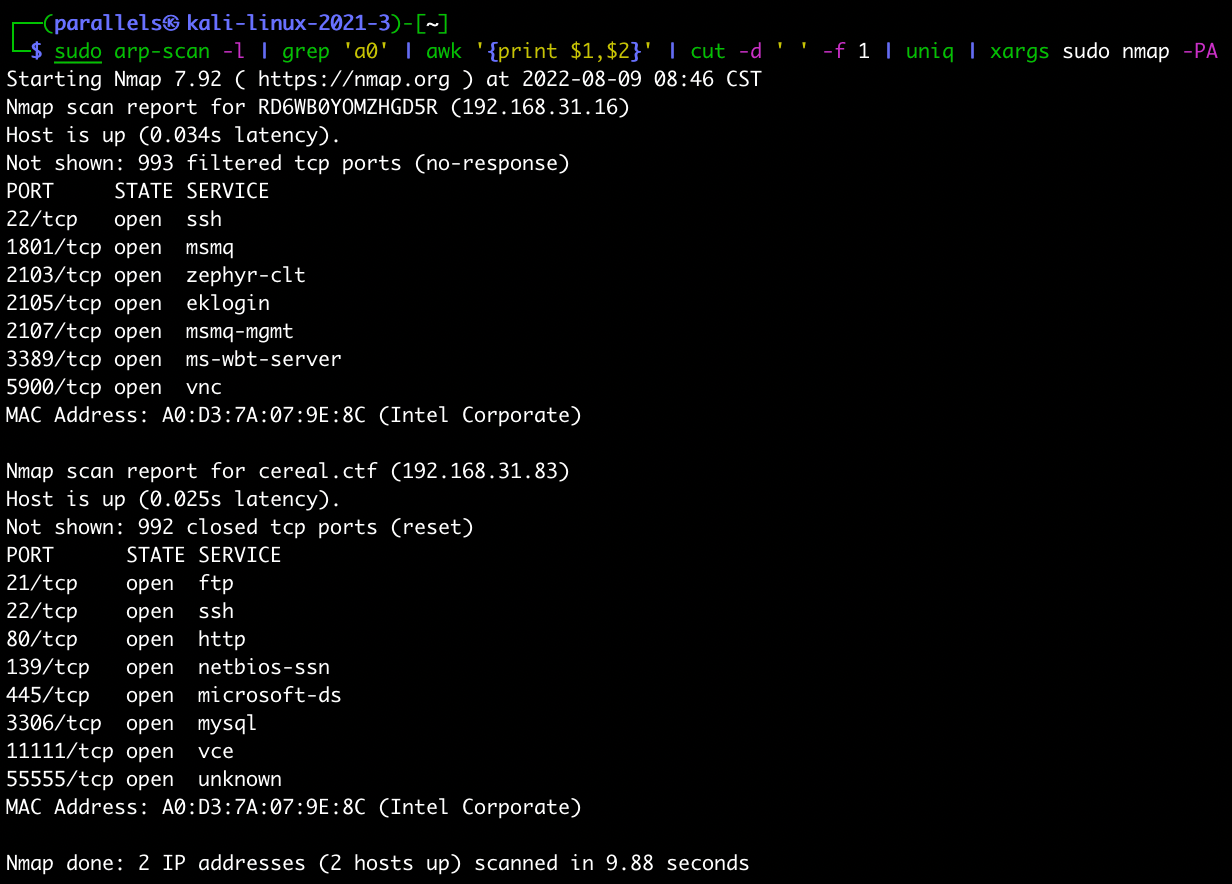 ┌──(parallels㉿kali-linux-2021-3)-[~]
└─$ sudo arp-scan -l | grep 'a0' | awk '{print $1,$2}' | cut -d ' ' -f 1 | uniq | xargs sudo nmap -PA
Starting Nmap 7.92 ( https://nmap.org ) at 2022-08-09 08:46 CST
Nmap scan report for RD6WB0YOMZHGD5R (192.168.31.16)
Host is up (0.034s latency).
Not shown: 993 filtered tcp ports (no-response)
PORT     STATE SERVICE
22/tcp   open  ssh
1801/tcp open  msmq
2103/tcp open  zephyr-clt
2105/tcp open  eklogin
2107/tcp open  msmq-mgmt
3389/tcp open  ms-wbt-server
5900/tcp open  vnc
MAC Address: A0:D3:7A:07:9E:8C (Intel Corporate)

Nmap scan report for cereal.ctf (192.168.31.83)
Host is up (0.025s latency).
Not shown: 992 closed tcp ports (reset)
PORT      STATE SERVICE
21/tcp    open  ftp
22/tcp    open  ssh
80/tcp    open  http
139/tcp   open  netbios-ssn
445/tcp   open  microsoft-ds
3306/tcp  open  mysql
11111/tcp open  vce
55555/tcp open  unknown
MAC Address: A0:D3:7A:07:9E:8C (Intel Corporate)

Nmap done: 2 IP addresses (2 hosts up) scanned in 9.88 seconds